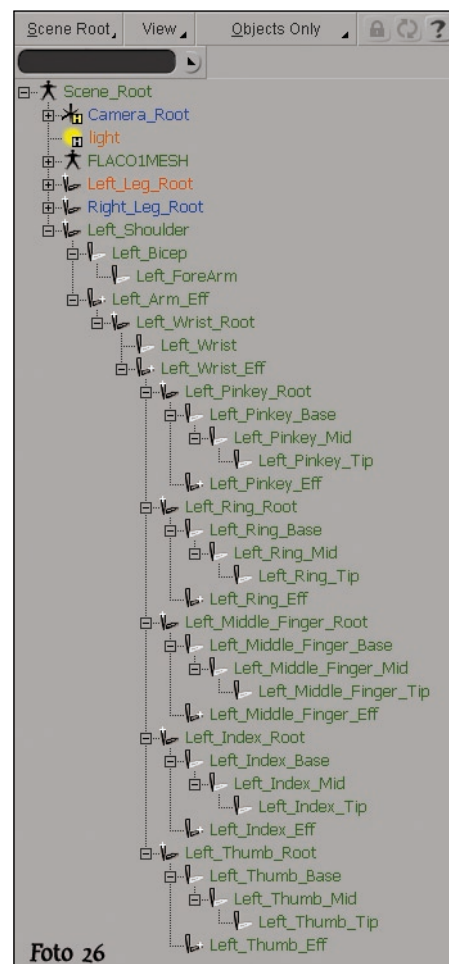 Scene Root View Objects Only ?
Scene_Root
Camera_Root
light
FLACO1MESH
Left_Leg_Root
Right_Leg_Root
Left_Shoulder
Left_Bicep
Left_ForeArm
Left_Arm_Eff
Left_Wrist_Root
Left_Wrist
Left_Wrist_Eff
Left_Pinkey_Root
Left_Pinkey_Base
Left_Pinkey_Mid
Left_Pinkey_Tip
Left_Pinkey_Eff
Left_Ring_Root
Left_Ring_Base
Left_Ring_Mid
Left_Ring_Tip
Left_Ring_Eff
Left_Middle_Finger_Root
Left_Middle_Finger_Base
Left_Middle_Finger_Mid
Left_Middle_Finger_Tip
Left_Middle_Finger_Eff
Left_Index_Root
Left_Index_Base
Left_Index_Mid
Left_Index_Tip
Left_Index_Eff
Left_Thumb_Root
Left_Thumb_Base
Left_Thumb_Mid
Left_Thumb_Tip
Left_Thumb_Eff
Foto 26